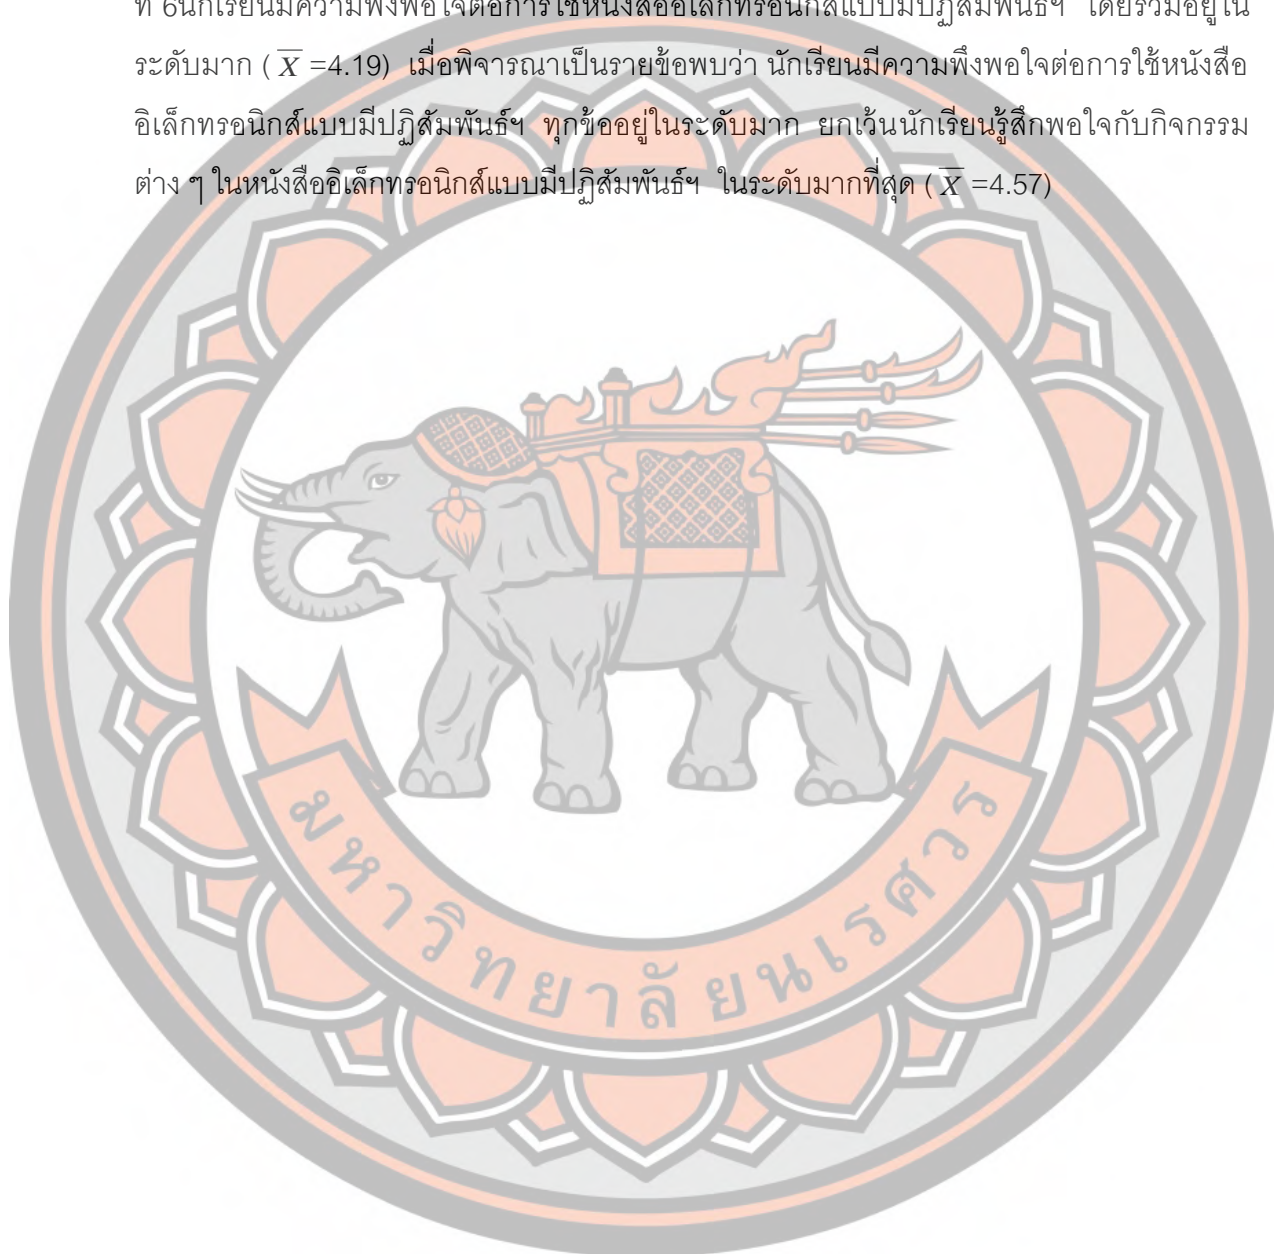 ที่ 6นักเรียนมีความพึงพอใจต่อการใช้หนังสืออิเล็กทรอนิกส์แบบมีปฏิสัมพันธ์ฯ โดยรวมอยู่ใน
ระดับมาก ( X̅ =4.19) เมื่อพิจารณาเป็นรายข้อพบว่า นักเรียนมีความพึงพอใจต่อการใช้หนังสือ
อิเล็กทรอนิกส์แบบมีปฏิสัมพันธ์ฯ ทุกข้ออยู่ในระดับมาก ยกเว้นนักเรียนรู้สึกพอใจกับกิจกรรม
ต่าง ๆ ในหนังสืออิเล็กทรอนิกส์แบบมีปฏิสัมพันธ์ฯ ในระดับมากที่สุด ( X̅ =4.57)
มหาวิทยาลัยนเรศวร